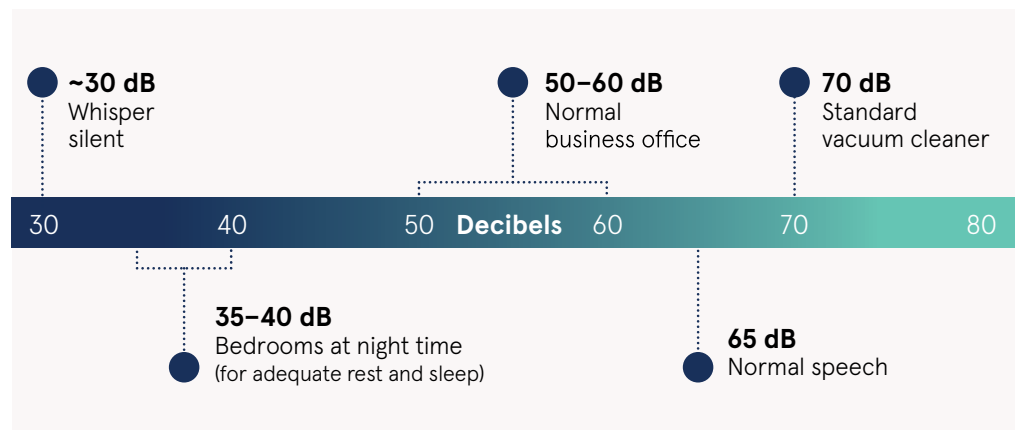 ~30 dB
Whisper
silent
50–60 dB
Normal
business office
70 dB
Standard
vacuum cleaner
30 40 50 Decibels 60 70 80
35–40 dB
Bedrooms at night time
(for adequate rest and sleep)
65 dB
Normal speech